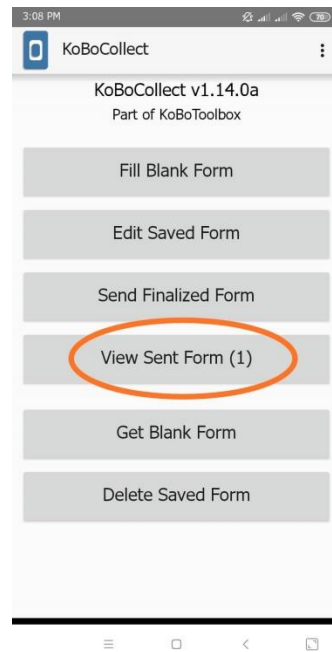 3:08 PM 70
KoBoCollect
KoBoCollect v1.14.0a
Part of KoBoToolbox
Fill Blank Form
Edit Saved Form
Send Finalized Form
View Sent Form (1)
Get Blank Form
Delete Saved Form